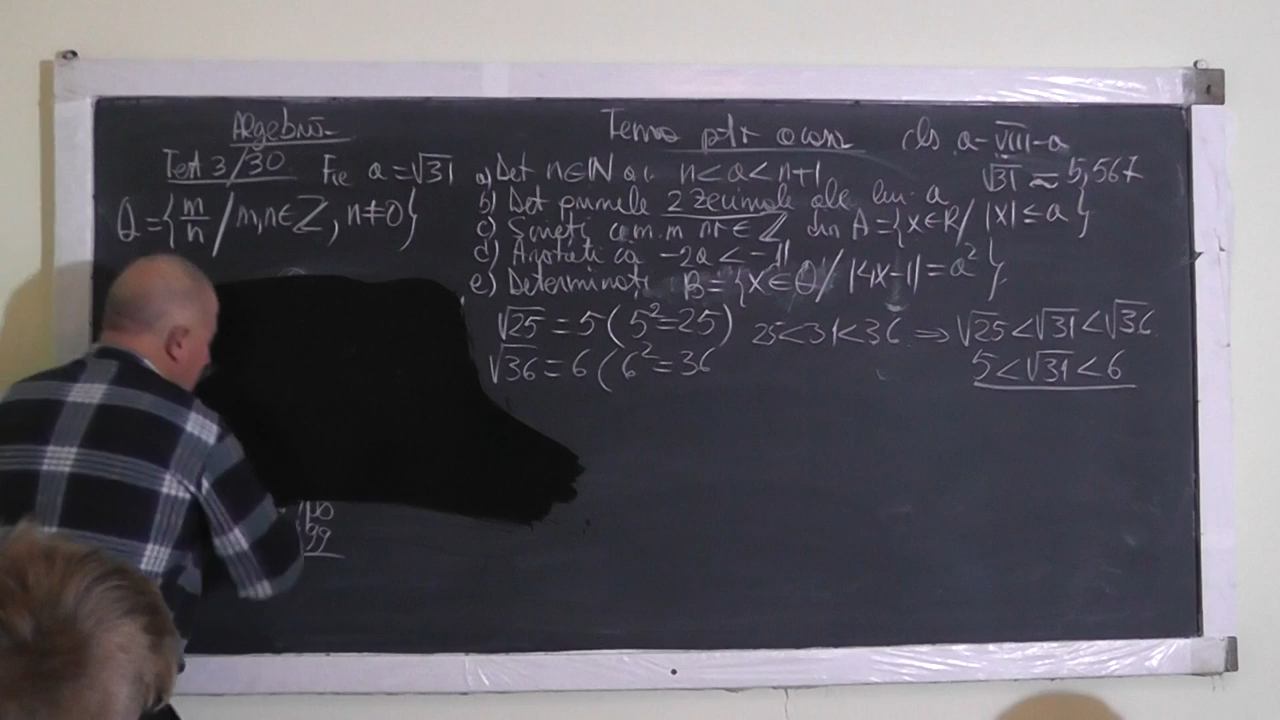 Algebră
Temă ptr acasă cls a-VIII-a
Test 3/30 Fie a=√31 a) Det n∈N aî n<a<n+1 √31 ≈ 5,567
Q={m/n / m,n∈Z, n≠0}
b) Det primele 2 zecimale ale lui a
c) m nr ∈ Z din A={x∈R/ |x|≤a}
d) Arătați că -2a < -11
e) Determinați B={x∈Q/ |4x-1|=a²}
√25=5(5²=25) 25<31<36 ⇒ √25<√31<√36
√36=6(6²=36 5<√31<6
99